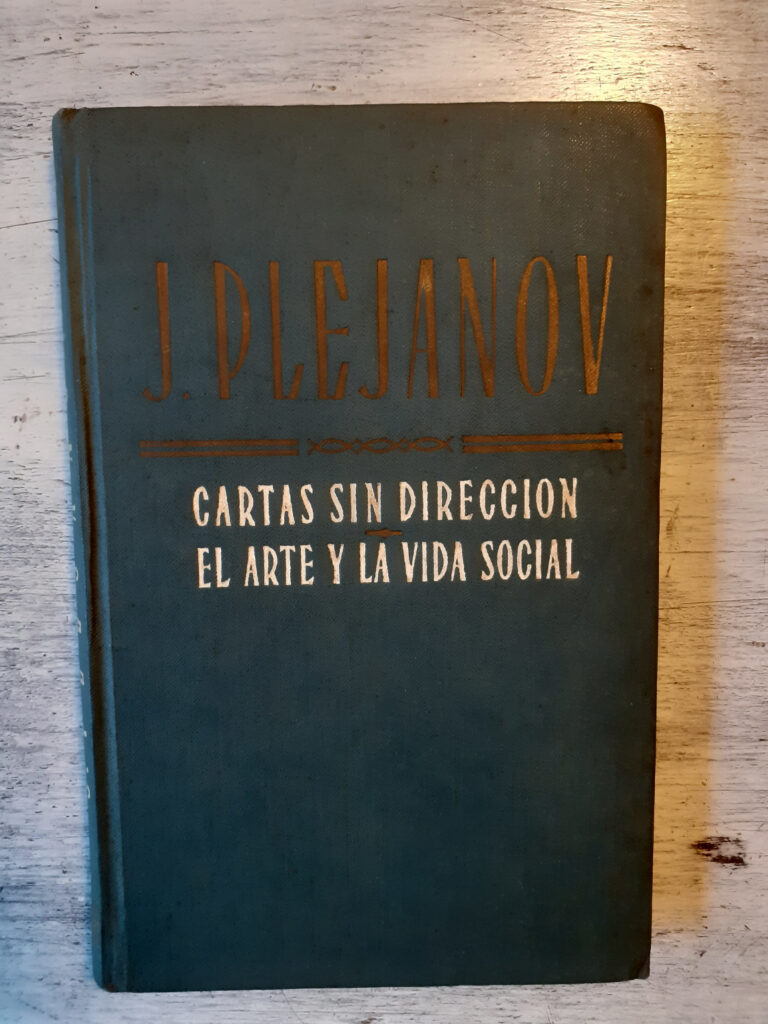 J. PLEJANOV
CARTAS SIN DIRECCION
EL ARTE Y LA VIDA SOCIAL